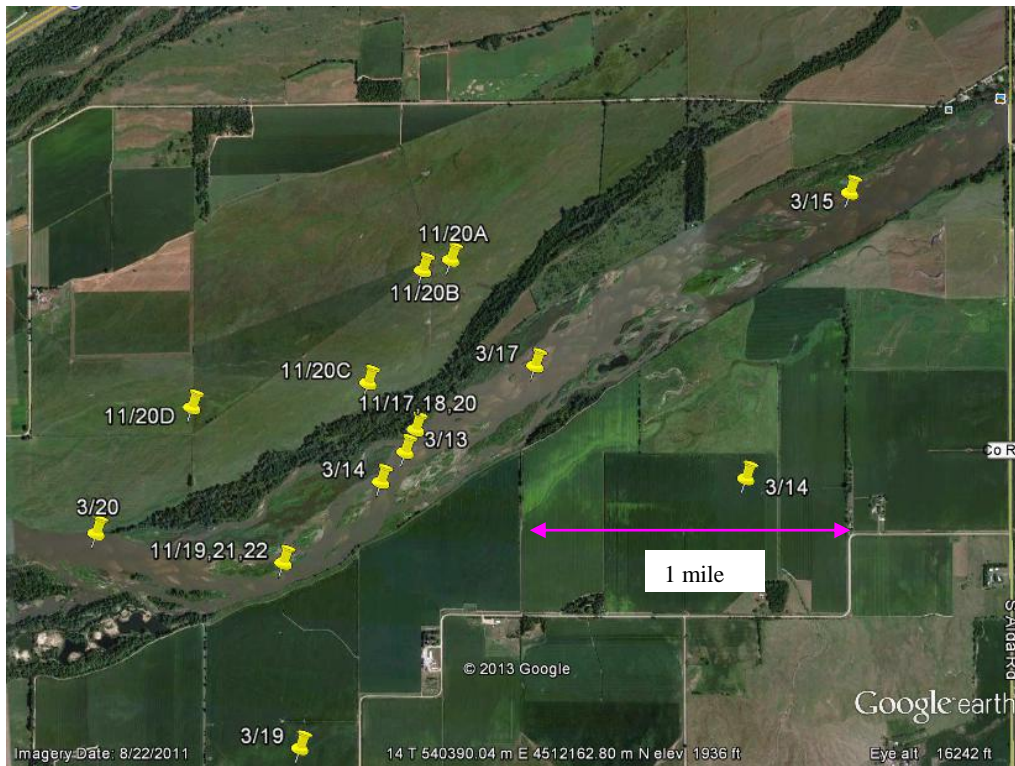 3/15
11/20A
11/20B
3/17
11/20C
11/17,18,20
11/20D
3/13
Co R
3/14
3/14
3/20
11/19,21,22
1 mile
S Alda Rd
© 2013 Google
Google earth
3/19
Imagery Date: 8/22/2011
14 T 540390.04 m E 4512162.80 m N elev 1936 ft
Eye alt 16242 ft